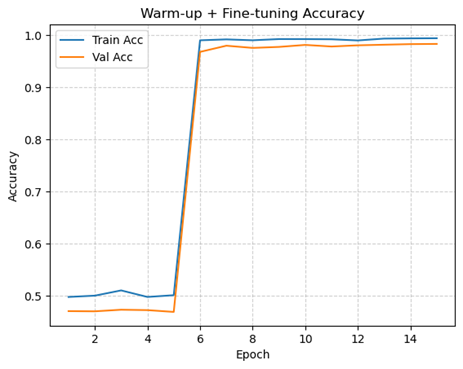 Warm-up + Fine-tuning Accuracy
Train Acc
Val Acc
Accuracy
1.0
0.9
0.8
0.7
0.6
0.5
2 4 6 8 10 12 14
Epoch